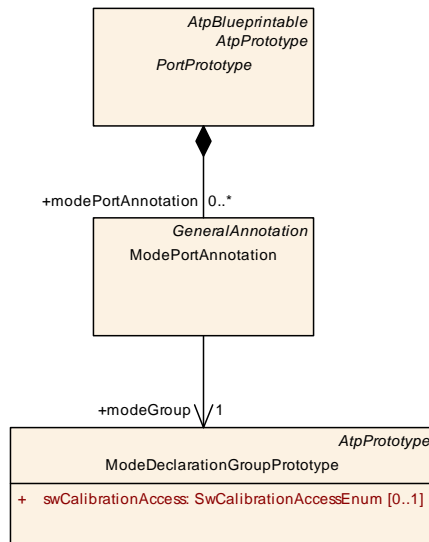 AtpBlueprintable
AtpPrototype
PortPrototype
+modePortAnnotation 0..*
GeneralAnnotation
ModePortAnnotation
+modeGroup 1
AtpPrototype
ModeDeclarationGroupPrototype
+ swCalibrationAccess: SwCalibrationAccessEnum [0..1]